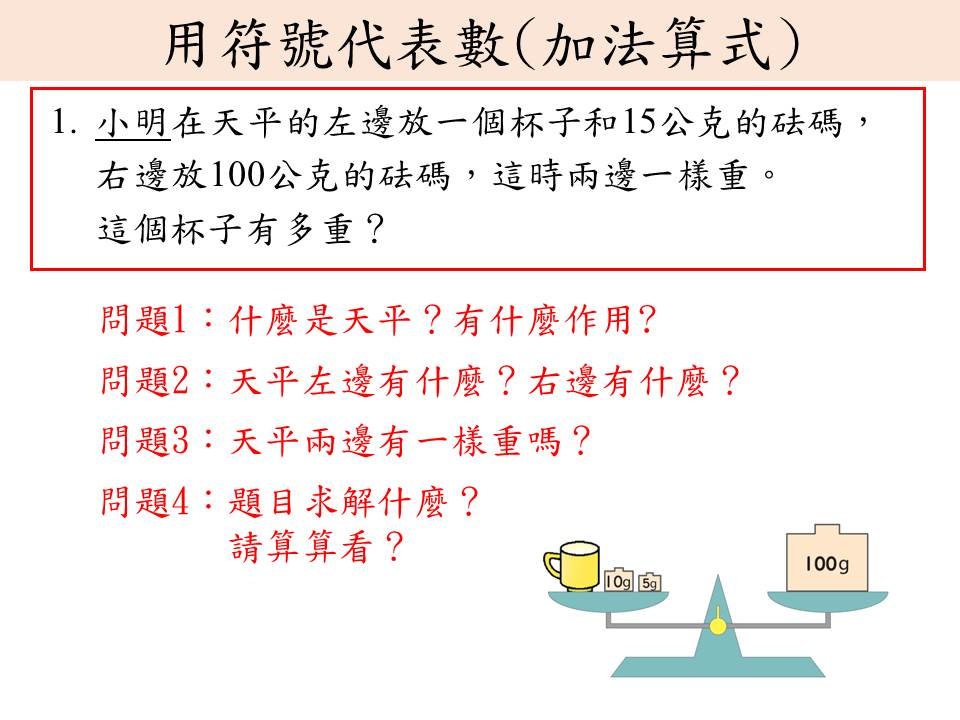 用符號代表數(加法算式)
1. 小明在天平的左邊放一個杯子和15公克的砝碼，
右邊放100公克的砝碼，這時兩邊一樣重。
這個杯子有多重？
問題1：什麼是天平？有什麼作用?
問題2：天平左邊有什麼？右邊有什麼？
問題3：天平兩邊有一樣重嗎？
問題4：題目求解什麼？
請算算看？
10g 5g 100g